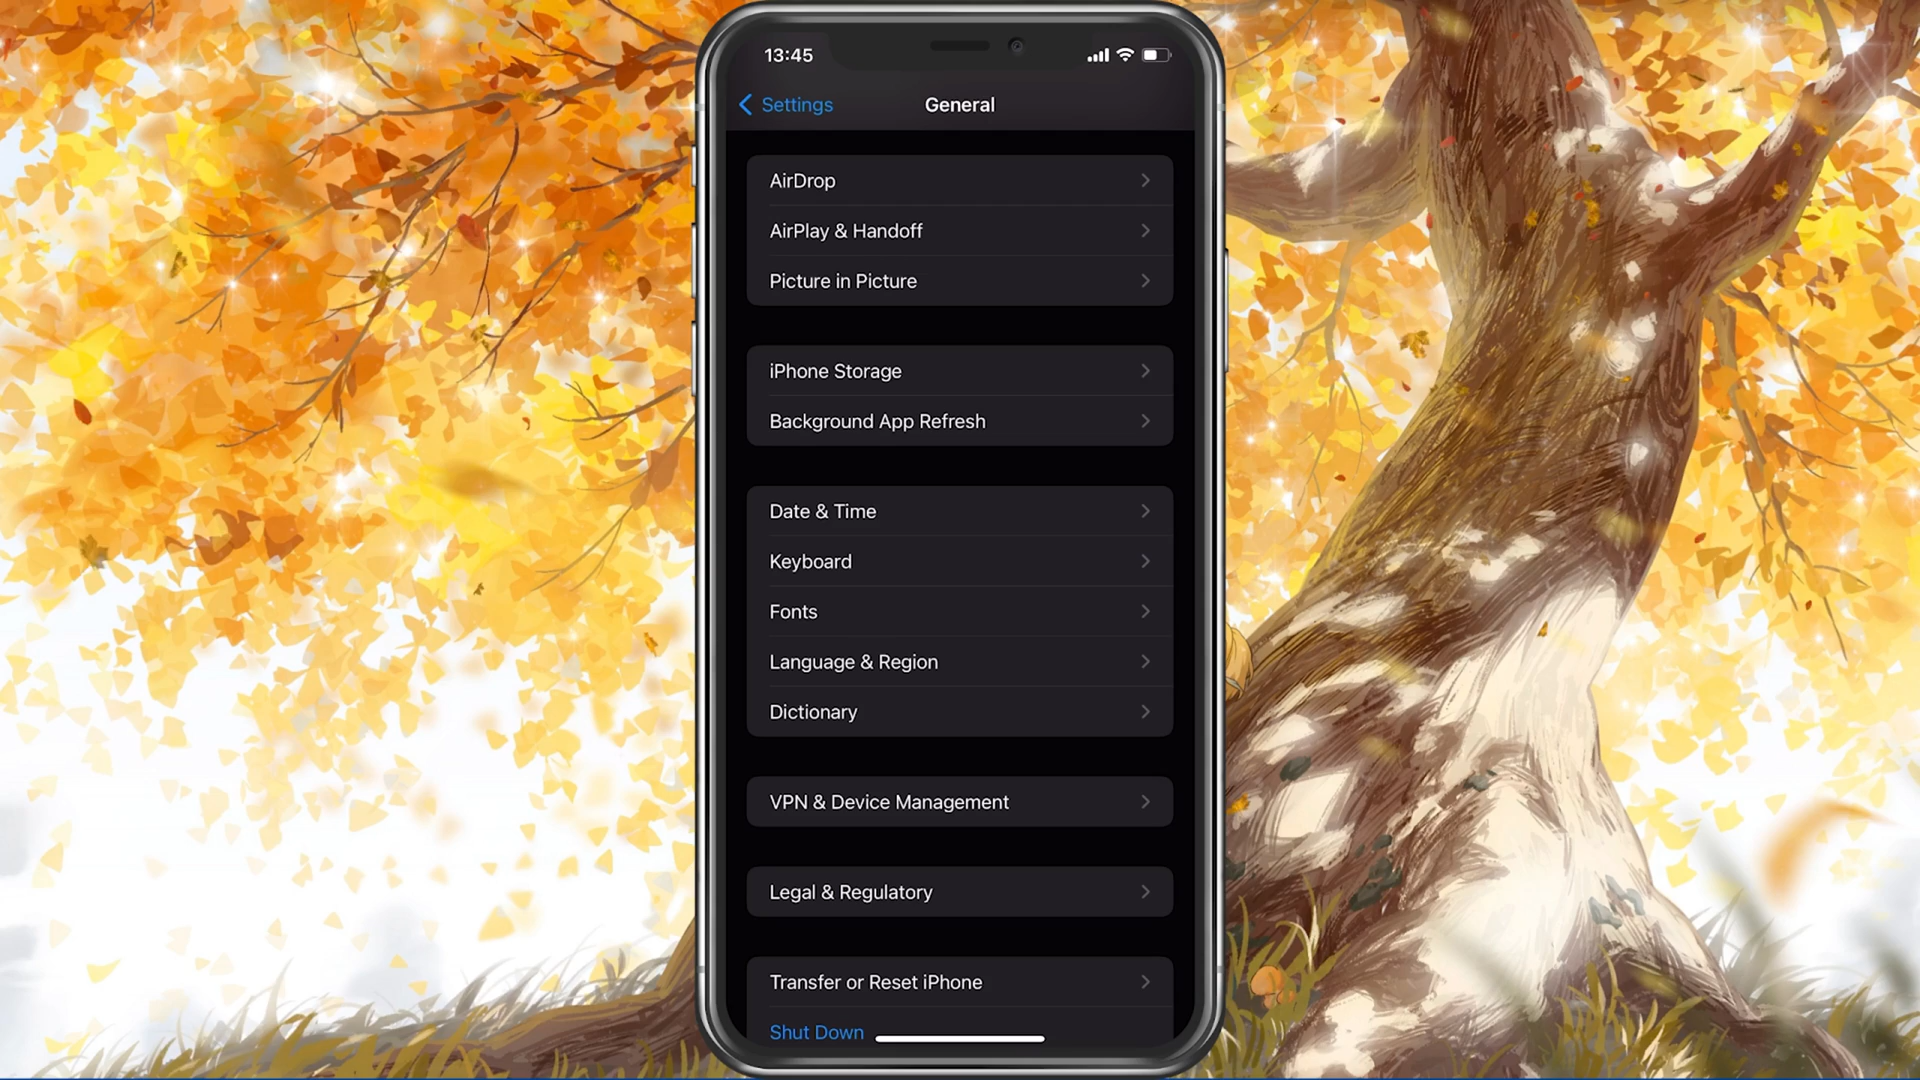 13:45
Settings
General
AirDrop
AirPlay & Handoff
Picture in Picture
iPhone Storage
Background App Refresh
Date & Time
Keyboard
Fonts
Language & Region
Dictionary
VPN & Device Management
Legal & Regulatory
Transfer or Reset iPhone
Shut Down